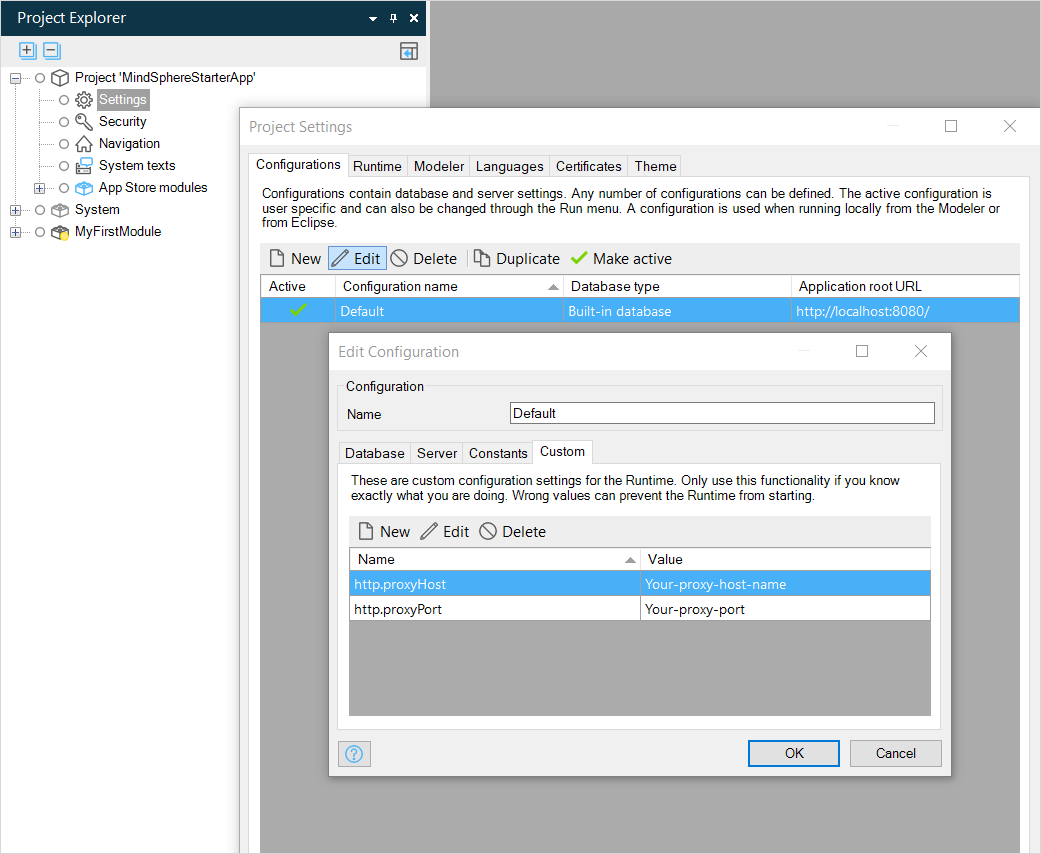 Project Explorer
Project 'MindSphereStarterApp'
Settings
Security
Navigation
System texts
App Store modules
System
MyFirstModule
Project Settings
Configurations Runtime Modeler Languages Certificates Theme
Configurations contain database and server settings. Any number of configurations can be defined. The active configuration is
user specific and can also be changed through the Run menu. A configuration is used when running locally from the Modeler or
from Eclipse.
New Edit Delete Duplicate Make active
Active Configuration name Database type Application root URL
Default Built-in database http://localhost:8080/
Edit Configuration
Configuration
Name Default
Database Server Constants Custom
These are custom configuration settings for the Runtime. Only use this functionality if you know
exactly what you are doing. Wrong values can prevent the Runtime from starting.
New Edit Delete
Name Value
http.proxyHost Your-proxy-host-name
http.proxyPort Your-proxy-port
OK Cancel